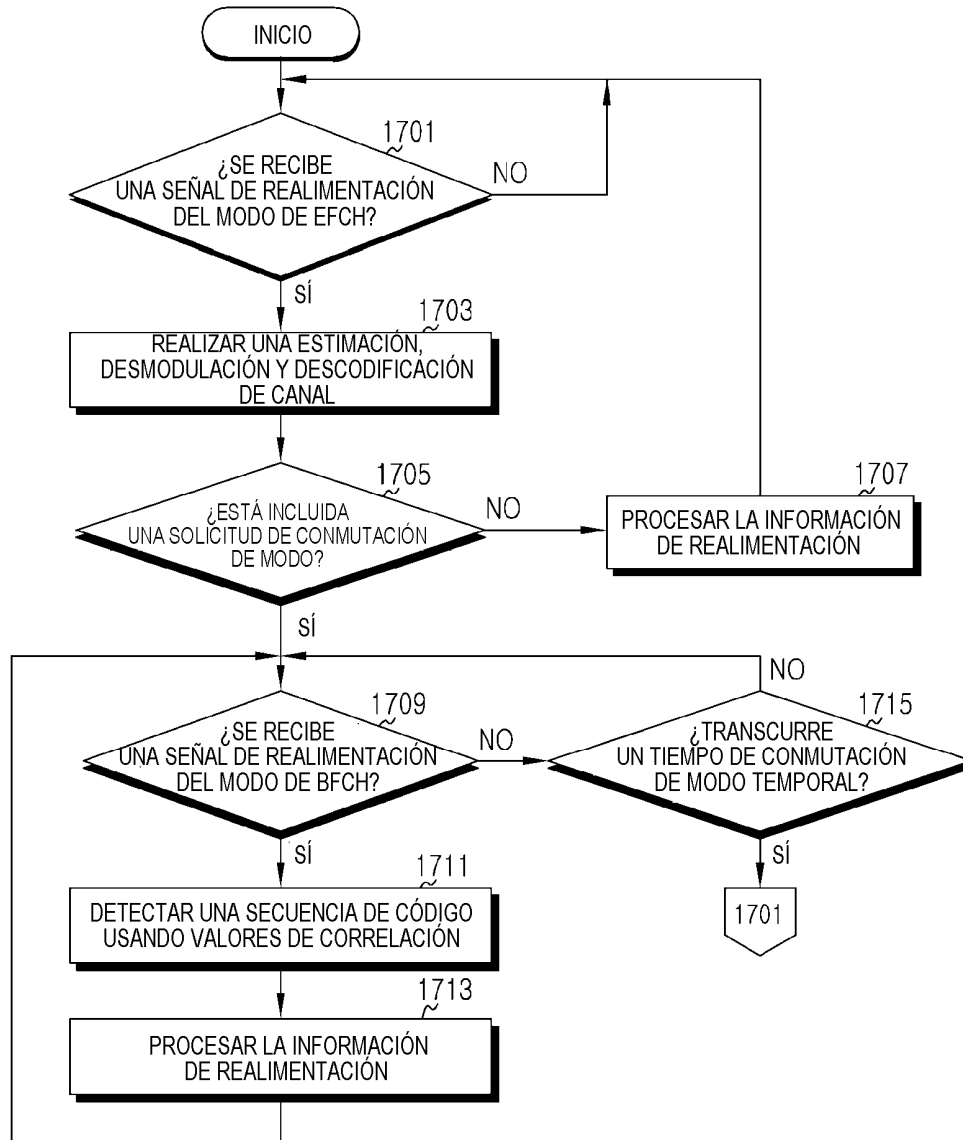 INICIO
1701
¿SE RECIBE
UNA SEÑAL DE REALIMENTACIÓN
DEL MODO DE EFCH?
NO
SÍ
1703
REALIZAR UNA ESTIMACIÓN,
DESMODULACIÓN Y DESCODIFICACIÓN
DE CANAL
1705
¿ESTÁ INCLUIDA
UNA SOLICITUD DE CONMUTACIÓN
DE MODO?
NO
1707
PROCESAR LA INFORMACIÓN
DE REALIMENTACIÓN
SÍ
NO
1709
¿SE RECIBE
UNA SEÑAL DE REALIMENTACIÓN
DEL MODO DE BFCH?
NO
1715
¿TRANSCURRE
UN TIEMPO DE CONMUTACIÓN
DE MODO TEMPORAL?
SÍ
SÍ
1711
DETECTAR UNA SECUENCIA DE CÓDIGO
USANDO VALORES DE CORRELACIÓN
1701
1713
PROCESAR LA INFORMACIÓN
DE REALIMENTACIÓN